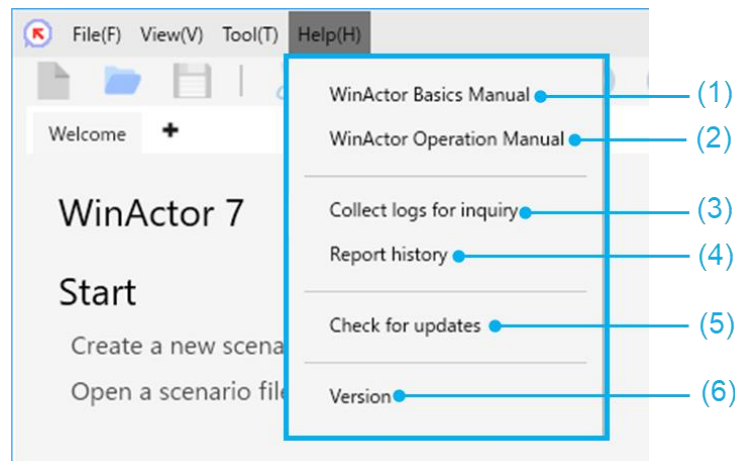 File(F) View(V) Tool(T) Help(H)
WinActor Basics Manual (1)
Welcome + WinActor Operation Manual (2)
WinActor 7 Collect logs for inquiry (3)
Report history (4)
Start
Check for updates (5)
Create a new scena
Open a scenario file Version (6)